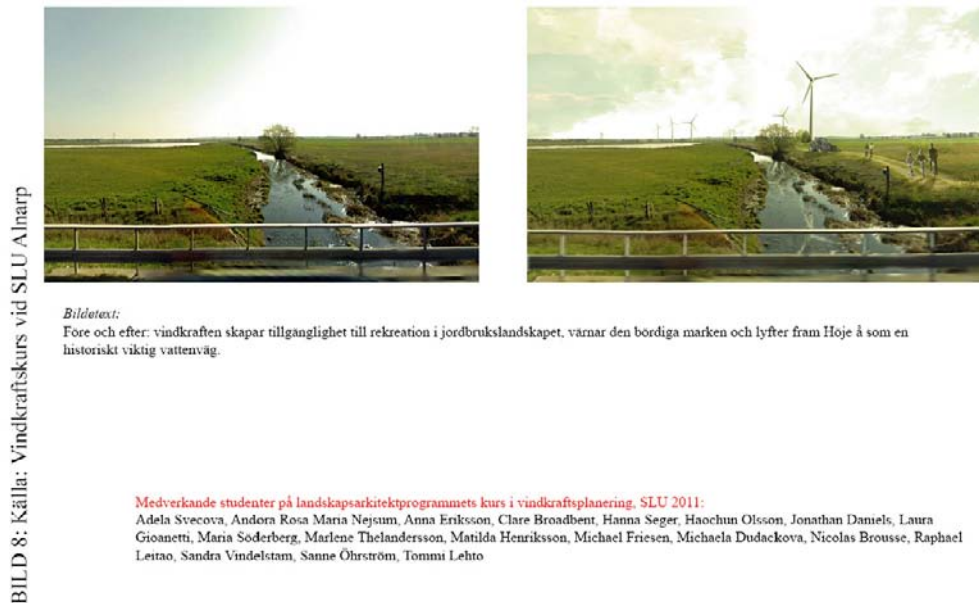 BILD 8: Källa: Vindkraftskurs vid SLU Alnarp
Bildetext:
Före och efter: vindkraften skapar tillgänglighet till rekreation i jordbrukslandskapet, värnar den bördiga marken och lyfter fram Höje å som en
historiskt viktig vattenväg.
Medverkande studenter på landskapsarkitektprogrammets kurs i vindkraftsplanering, SLU 2011:
Adela Svecova, Andora Rosa Maria Nejsum, Anna Eriksson, Clare Broadbent, Hanna Seger, Haochun Olsson, Jonathan Daniels, Laura
Gioanetti, Maria Söderberg, Marlene Thelandersson, Matilda Henriksson, Michael Friesen, Michaela Dudackova, Nicolas Brousse, Raphael
Leitao, Sandra Vindelstam, Sanne Öhrström, Tommi Lehto